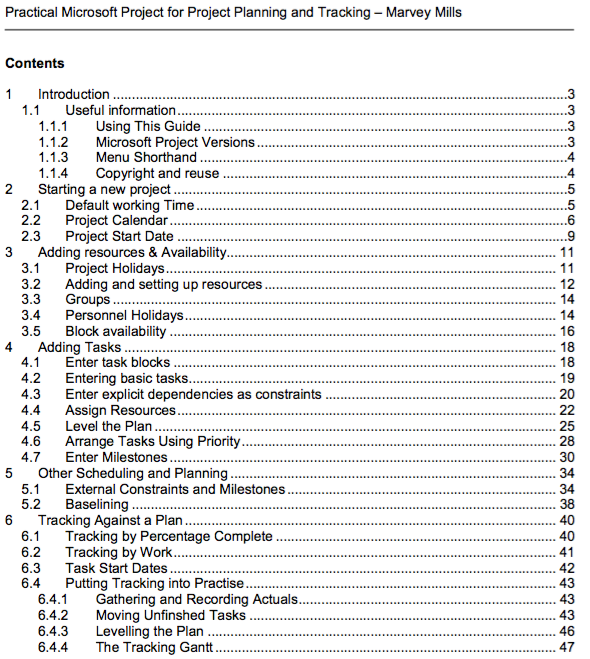 Practical Microsoft Project for Project Planning and Tracking – Marvey Mills
Contents
1 Introduction ........ 3
1.1 Useful information ........ 3
1.1.1 Using This Guide ........ 3
1.1.2 Microsoft Project Versions ........ 3
1.1.3 Menu Shorthand ........ 4
1.1.4 Copyright and reuse ........ 4
2 Starting a new project ........ 5
2.1 Default working Time ........ 5
2.2 Project Calendar ........ 6
2.3 Project Start Date ........ 9
3 Adding resources & Availability ........ 11
3.1 Project Holidays ........ 11
3.2 Adding and setting up resources ........ 12
3.3 Groups ........ 14
3.4 Personnel Holidays ........ 14
3.5 Block availability ........ 16
4 Adding Tasks ........ 18
4.1 Enter task blocks ........ 18
4.2 Entering basic tasks ........ 19
4.3 Enter explicit dependencies as constraints ........ 20
4.4 Assign Resources ........ 22
4.5 Level the Plan ........ 25
4.6 Arrange Tasks Using Priority ........ 28
4.7 Enter Milestones ........ 30
5 Other Scheduling and Planning ........ 34
5.1 External Constraints and Milestones ........ 34
5.2 Baselining ........ 38
6 Tracking Against a Plan ........ 40
6.1 Tracking by Percentage Complete ........ 40
6.2 Tracking by Work ........ 41
6.3 Task Start Dates ........ 42
6.4 Putting Tracking into Practise ........ 43
6.4.1 Gathering and Recording Actuals ........ 43
6.4.2 Moving Unfinshed Tasks ........ 43
6.4.3 Levelling the Plan ........ 46
6.4.4 The Tracking Gantt ........ 47